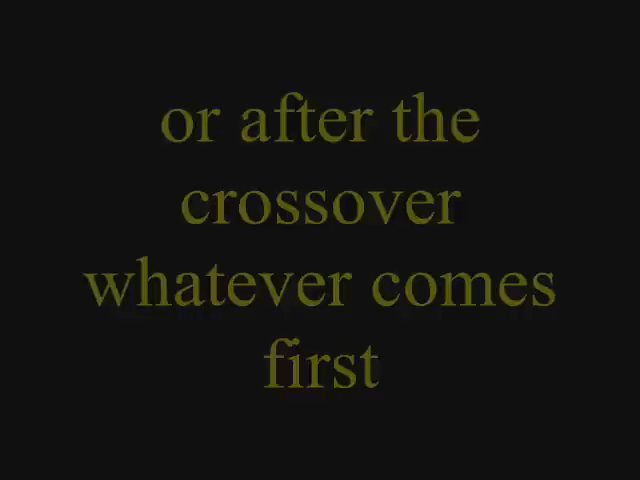 or after the
crossover
whatever comes
first